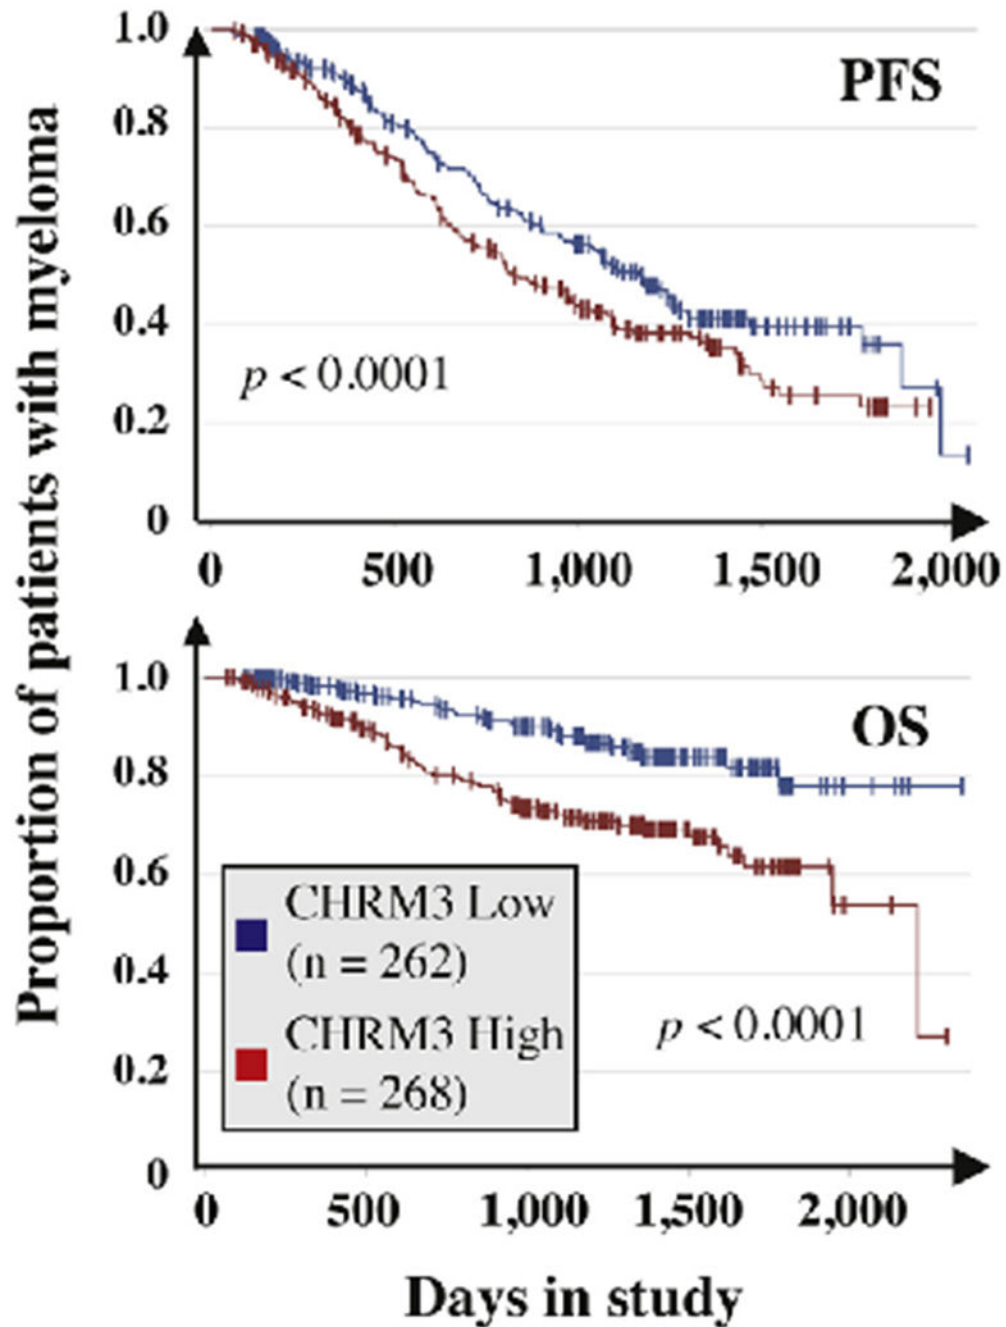 Proportion of patients with myeloma
1.0
PFS
0.8
0.6
0.4
p < 0.0001
0.2
0
0 500 1,000 1,500 2,000
1.0
OS
0.8
0.6
CHRM3 Low
(n = 262)
0.4
CHRM3 High
(n = 268)
p < 0.0001
0.2
0
0 500 1,000 1,500 2,000
Days in study